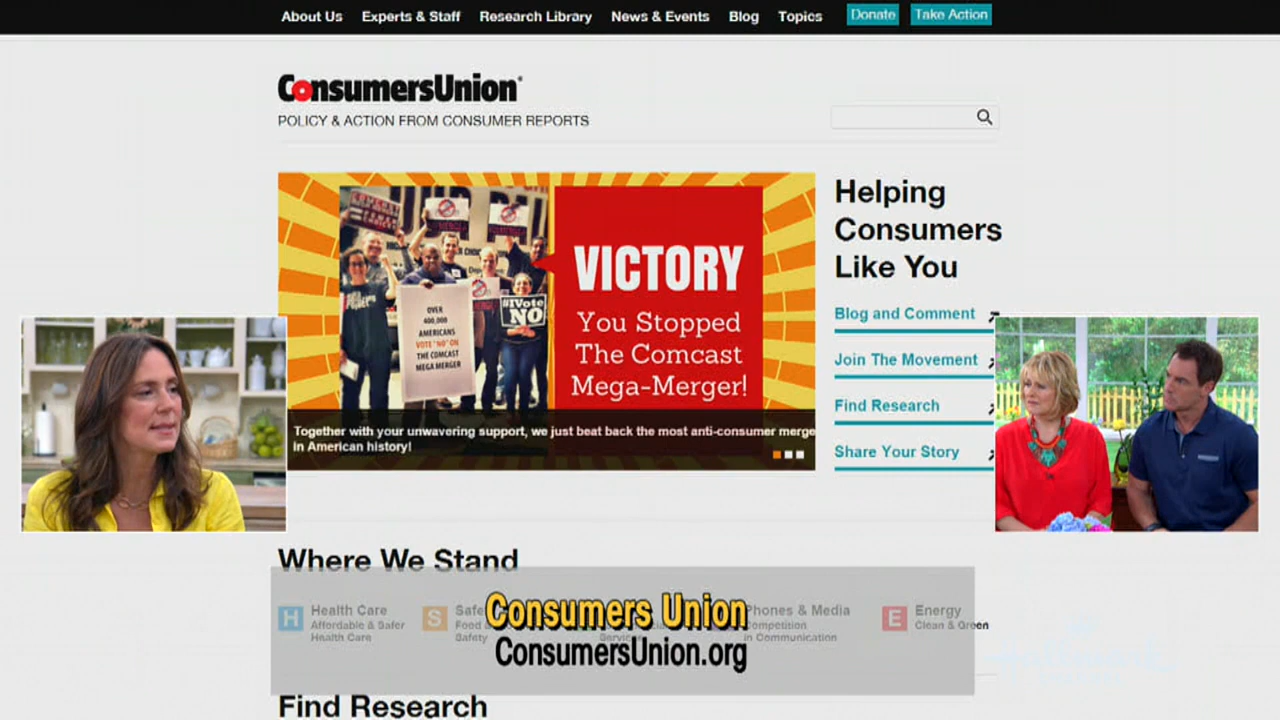 About Us Experts & Staff Research Library News & Events Blog Topics Donate Take Action
ConsumersUnion
POLICY & ACTION FROM CONSUMER REPORTS
OVER
400,000
AMERICANS
VOTE "NO" ON
THE COMCAST
MEGA MERGER
#IVote
NO
VICTORY
You Stopped
The Comcast
Mega-Merger!
Together with your unwavering support, we just beat back the most anti-consumer merge
in American history!
Helping
Consumers
Like You
Blog and Comment
Join The Movement
Find Research
Share Your Story
Where We Stand
H Health Care
Affordable & Safer
Health Care
S Safe
Food &
Safety
Phones & Media
Competition
in Communication
E Energy
Clean & Green
Consumers Union
ConsumersUnion.org
Find Research
Hallmark